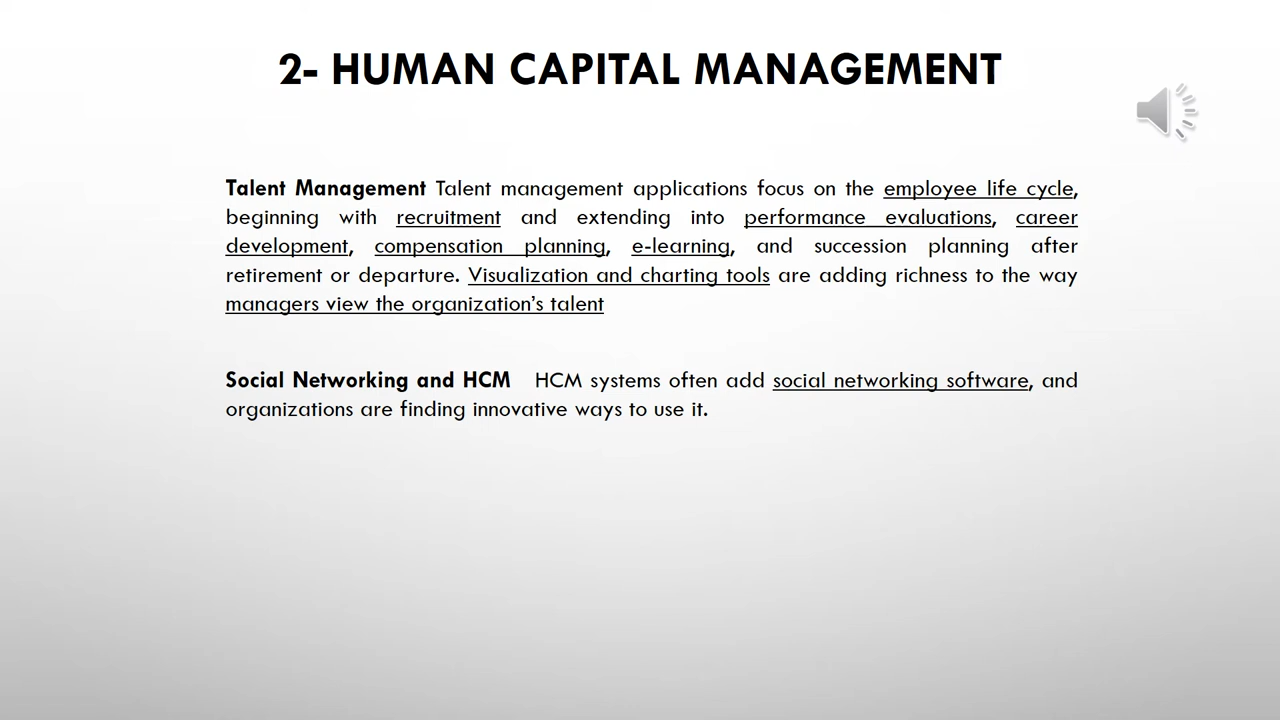 2- HUMAN CAPITAL MANAGEMENT
Talent Management Talent management applications focus on the employee life cycle,
beginning with recruitment and extending into performance evaluations, career
development, compensation planning, e-learning, and succession planning after
retirement or departure. Visualization and charting tools are adding richness to the way
managers view the organization's talent
Social Networking and HCM HCM systems often add social networking software, and
organizations are finding innovative ways to use it.